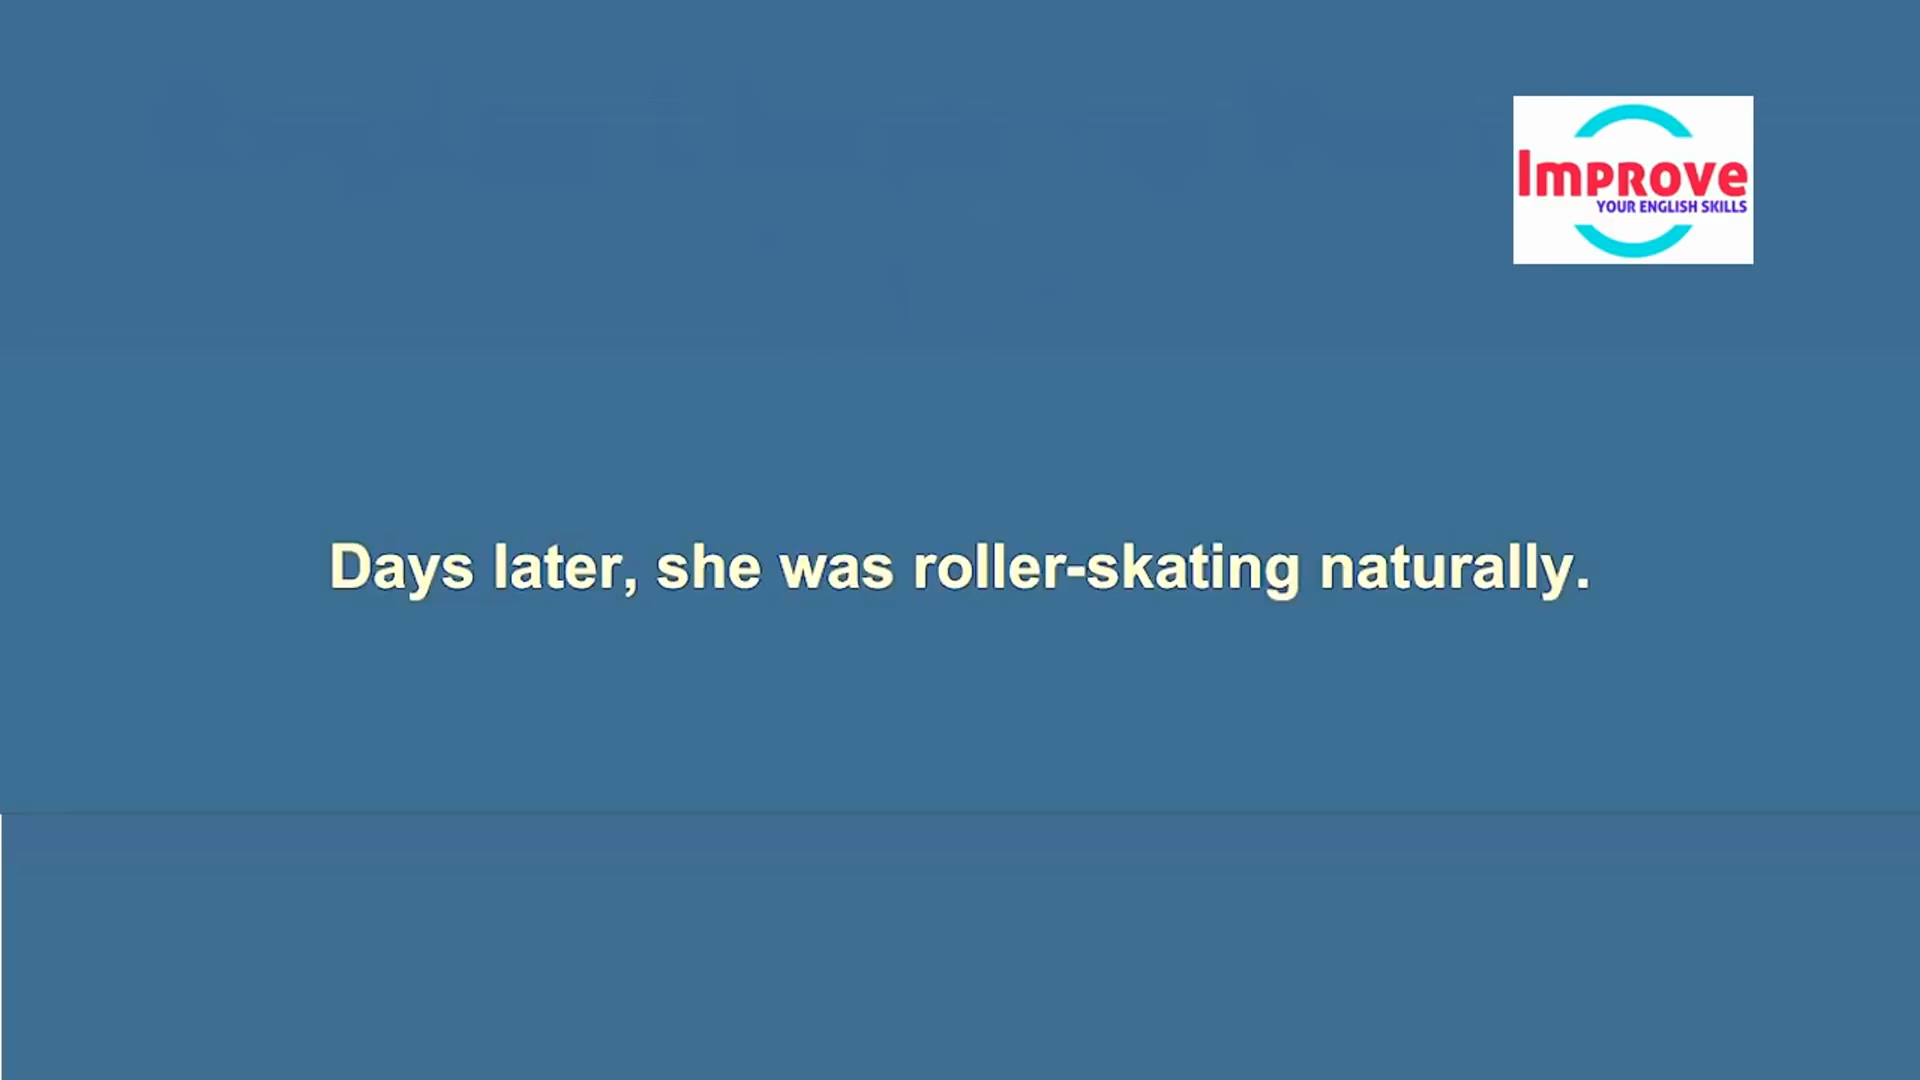 Improve
YOUR ENGLISH SKILLS
Days later, she was roller-skating naturally.